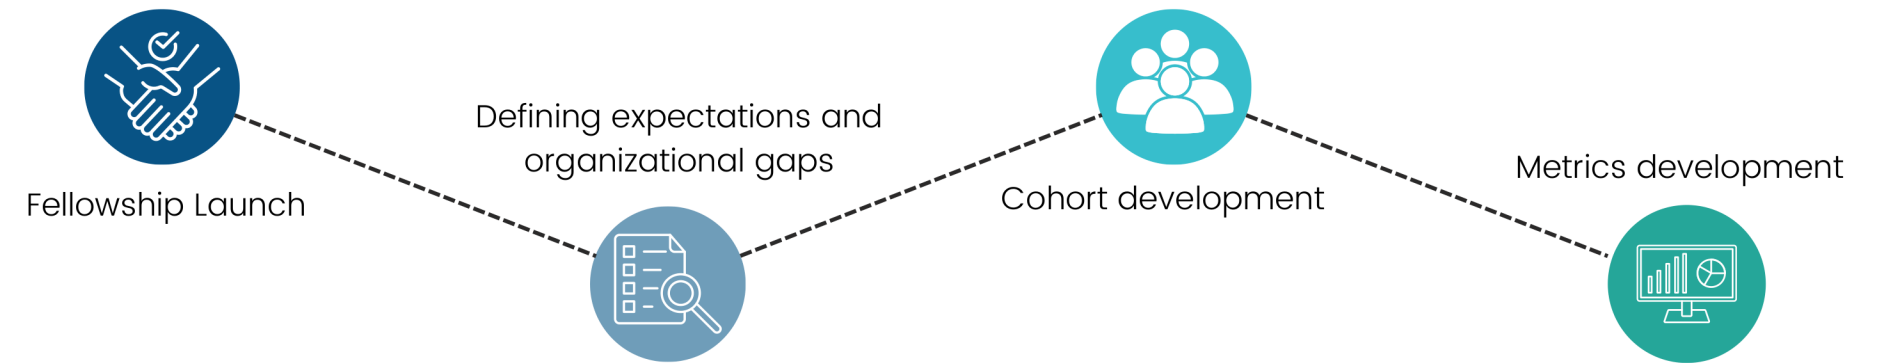 Fellowship Launch
Defining expectations and
organizational gaps
Cohort development
Metrics development